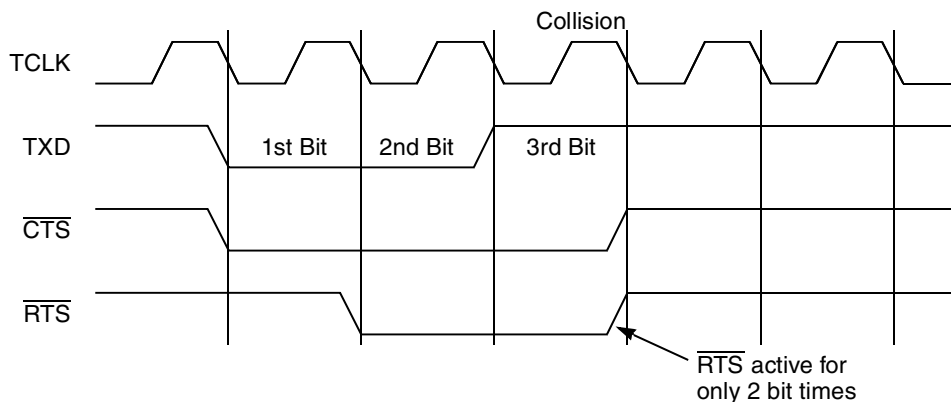 Collision
TCLK
TXD
1st Bit
2nd Bit
3rd Bit
CTS
RTS
RTS active for
only 2 bit times